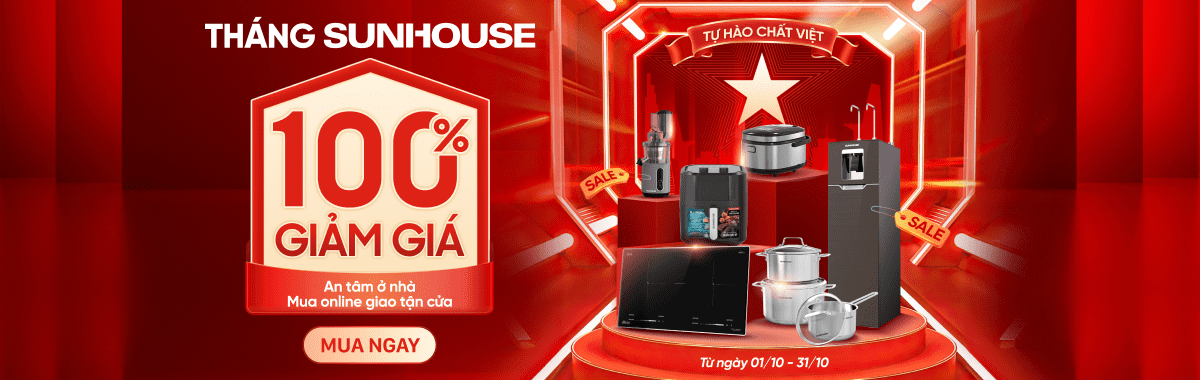 THÁNG SUNHOUSE
100%
GIẢM GIÁ
An tâm ở nhà
Mua online giao tận cửa
MUA NGAY
TỰ HÀO CHẤT VIỆT
SALE
SUNHOUSE
SALE
Từ ngày 01/10 - 31/10